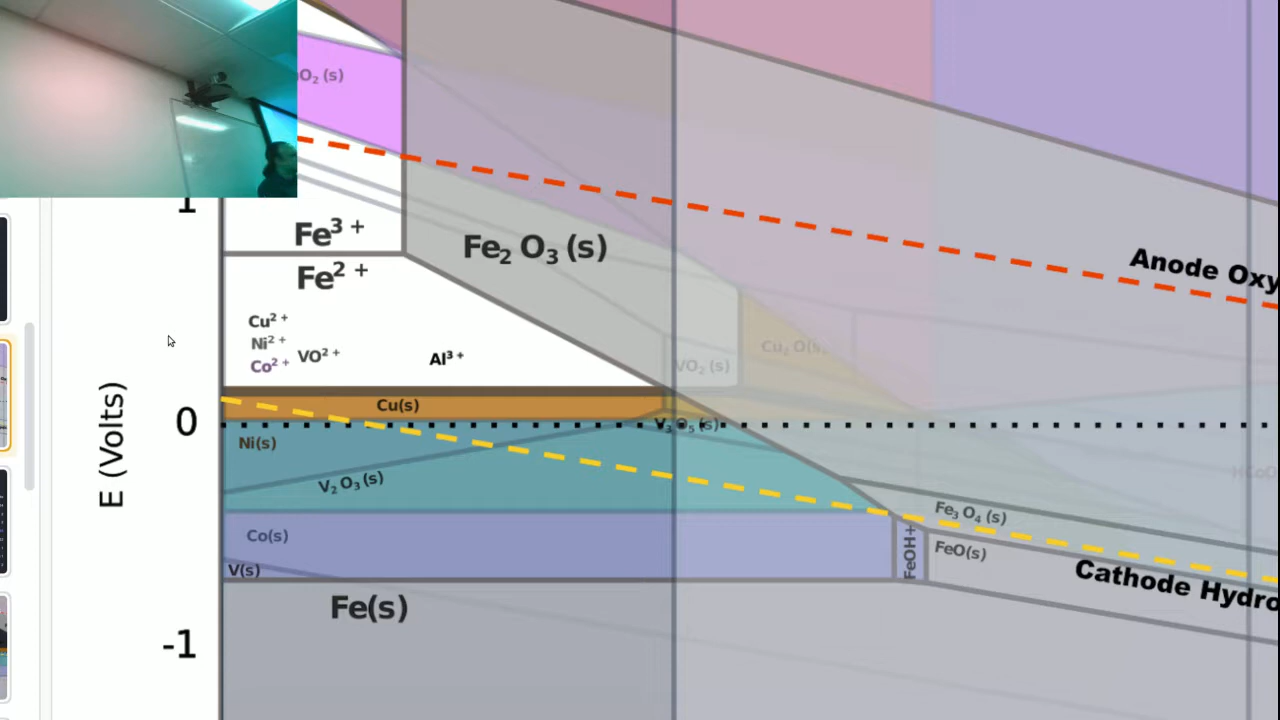 O₂ (s)
1
Fe³⁺
Fe₂O₃ (s)
Fe²⁺
Anode Oxy
Cu²⁺
Ni²⁺
VO²⁺
Al³⁺
Co²⁺
Cu₂O(s)
VO₂ (s)
E (Volts)
Cu(s)
0
V₃O₅ (s)
Ni(s)
V₂O₃ (s)
Fe₃O₄ (s)
Co(s)
FeOH+
FeO(s)
V(s)
Cathode Hydro
Fe(s)
-1